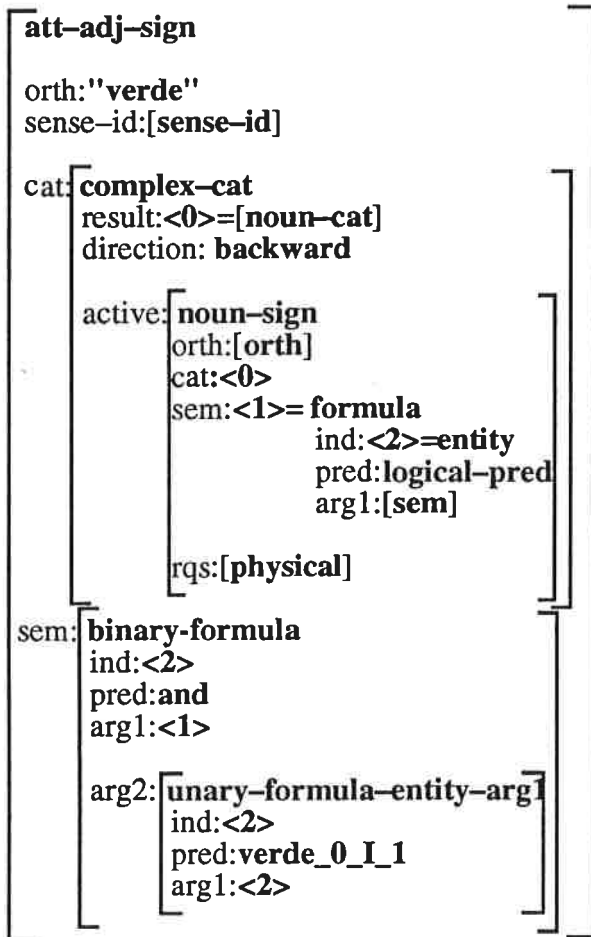 att–adj–sign
orth:"verde"
sense–id:[sense–id]
cat: complex–cat
result:<0>=[noun–cat]
direction: backward
active: noun–sign
orth:[orth]
cat:<0>
sem:<1>= formula
ind:<2>=entity
pred:logical–pred
arg1:[sem]
rqs:[physical]
sem: binary-formula
ind:<2>
pred:and
arg1:<1>
arg2: unary–formula–entity–arg1
ind:<2>
pred:verde_0_I_1
arg1:<2>